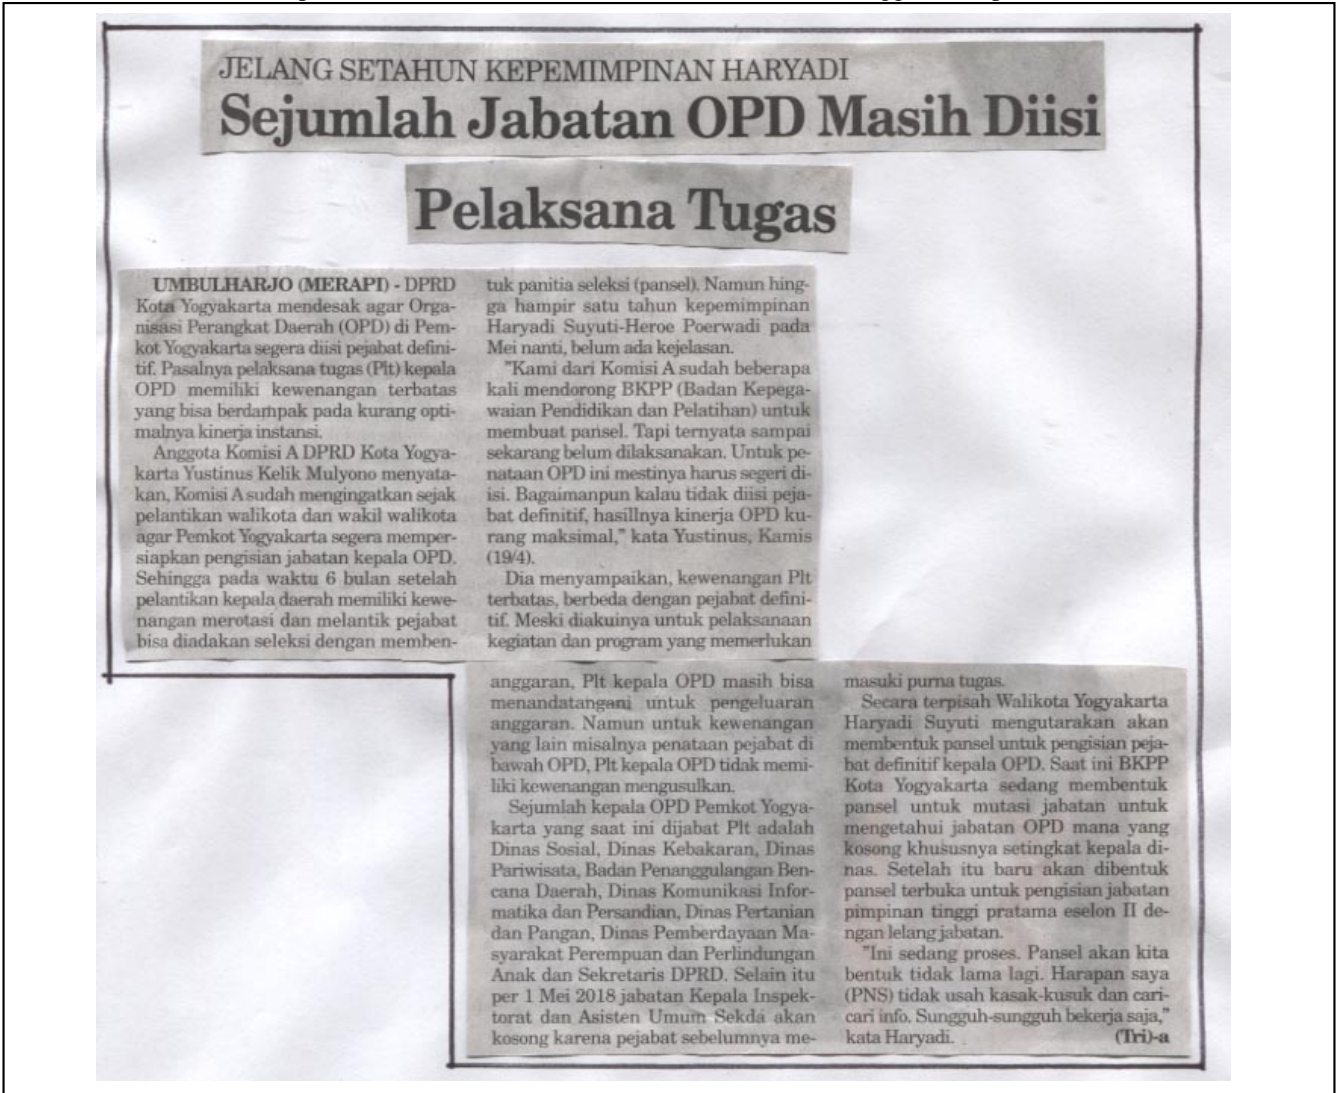 JELANG SETAHUN KEPEMIMPINAN HARYADI
Sejumlah Jabatan OPD Masih Diisi
Pelaksana Tugas
UMBULHARJO (MERAPI) - DPRD
Kota Yogyakarta mendesak agar Orga-
nisasi Perangkat Daerah (OPD) di Pem-
kot Yogyakarta segera diisi pejabat defini-
tif. Pasalnya pelaksana tugas (Plt) kepala
OPD memiliki kewenangan terbatas
yang bisa berdampak pada kurang opti-
malnya kinerja instansi.
Anggota Komisi A DPRD Kota Yogya-
karta Yustinus Kelik Mulyono menyata-
kan, Komisi A sudah mengingatkan sejak
pelantikan walikota dan wakil walikota
agar Pemkot Yogyakarta segera memper-
siapkan pengisian jabatan kepala OPD.
Sehingga pada waktu 6 bulan setelah
pelantikan kepala daerah memiliki kewe-
nangan merotasi dan melantik pejabat
bisa diadakan seleksi dengan memben-
tuk panitia seleksi (pansel). Namun hing-
ga hampir satu tahun kepemimpinan
Haryadi Suyuti-Heroe Poerwadi pada
Mei nanti, belum ada kejelasan.
"Kami dari Komisi A sudah beberapa
kali mendorong BKPP (Badan Kepega-
waian Pendidikan dan Pelatihan) untuk
membuat pansel. Tapi ternyata sampai
sekarang belum dilaksanakan. Untuk pe-
nataan OPD ini mestinya harus segeri di-
isi. Bagaimanpun kalau tidak diisi peja-
bat definitif, hasillnya kinerja OPD ku-
rang maksimal," kata Yustinus, Kamis
(19/4).
Dia menyampaikan, kewenangan Plt
terbatas, berbeda dengan pejabat defini-
tif. Meski diakuinya untuk pelaksanaan
kegiatan dan program yang memerlukan
anggaran, Plt kepala OPD masih bisa
menandatangani untuk pengeluaran
anggaran. Namun untuk kewenangan
yang lain misalnya penataan pejabat di
bawah OPD, Plt kepala OPD tidak memi-
liki kewenangan mengusulkan.
Sejumlah kepala OPD Pemkot Yogya-
karta yang saat ini dijabat Plt adalah
Dinas Sosial, Dinas Kebakaran, Dinas
Pariwisata, Badan Penanggulangan Ben-
cana Daerah, Dinas Komunikasi Infor-
matika dan Persandian, Dinas Pertanian
dan Pangan, Dinas Pemberdayaan Ma-
syarakat Perempuan dan Perlindungan
Anak dan Sekretaris DPRD. Selain itu
per 1 Mei 2018 jabatan Kepala Inspek-
torat dan Asisten Umum Sekda akan
kosong karena pejabat sebelumnya me-
masuki purna tugas.
Secara terpisah Walikota Yogyakarta
Haryadi Suyuti mengutarakan akan
membentuk pansel untuk pengisian peja-
bat definitif kepala OPD. Saat ini BKPP
Kota Yogyakarta sedang membentuk
pansel untuk mutasi jabatan untuk
mengetahui jabatan OPD mana yang
kosong khususnya setingkat kepala di-
nas. Setelah itu baru akan dibentuk
pansel terbuka untuk pengisian jabatan
pimpinan tinggi pratama eselon II de-
ngan lelang jabatan.
"Ini sedang proses. Pansel akan kita
bentuk tidak lama lagi. Harapan saya
(PNS) tidak usah kasak-kusuk dan cari-
cari info. Sungguh-sungguh bekerja saja,"
kata Haryadi. (Tri)-a